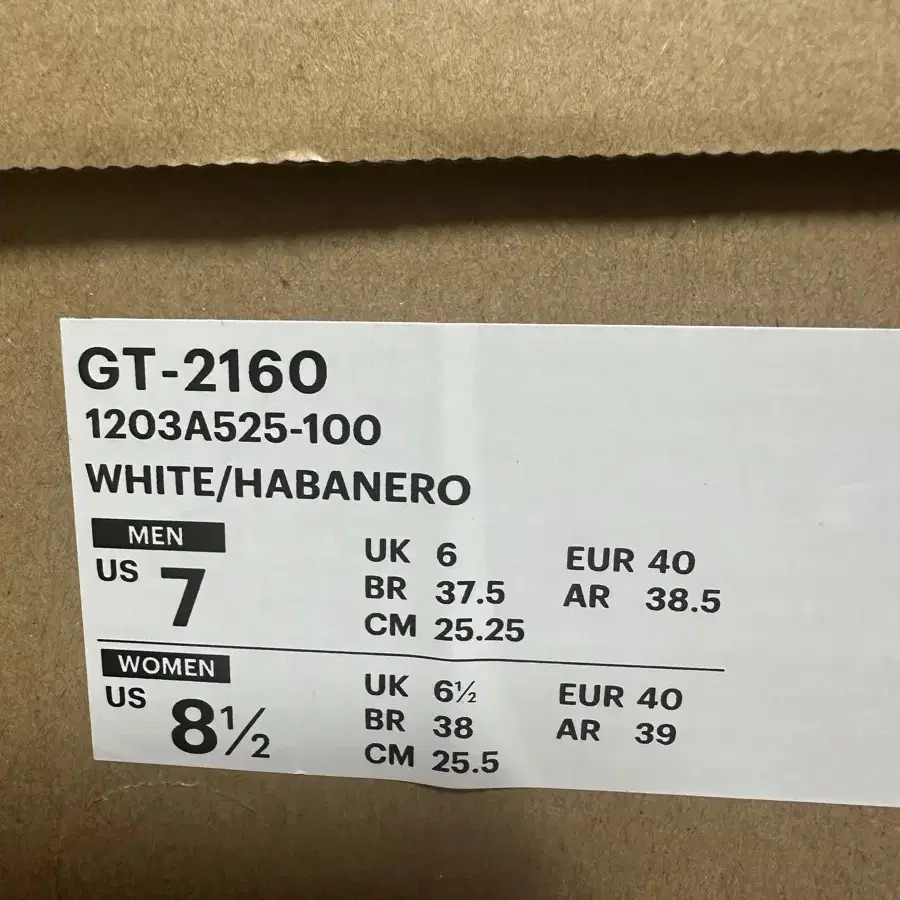 GT-2160
1203A525-100
WHITE/HABANERO
MEN
US 7
UK 6 EUR 40
BR 37.5 AR 38.5
CM 25.25
WOMEN
US 8½
UK 6½ EUR 40
BR 38 AR 39
CM 25.5